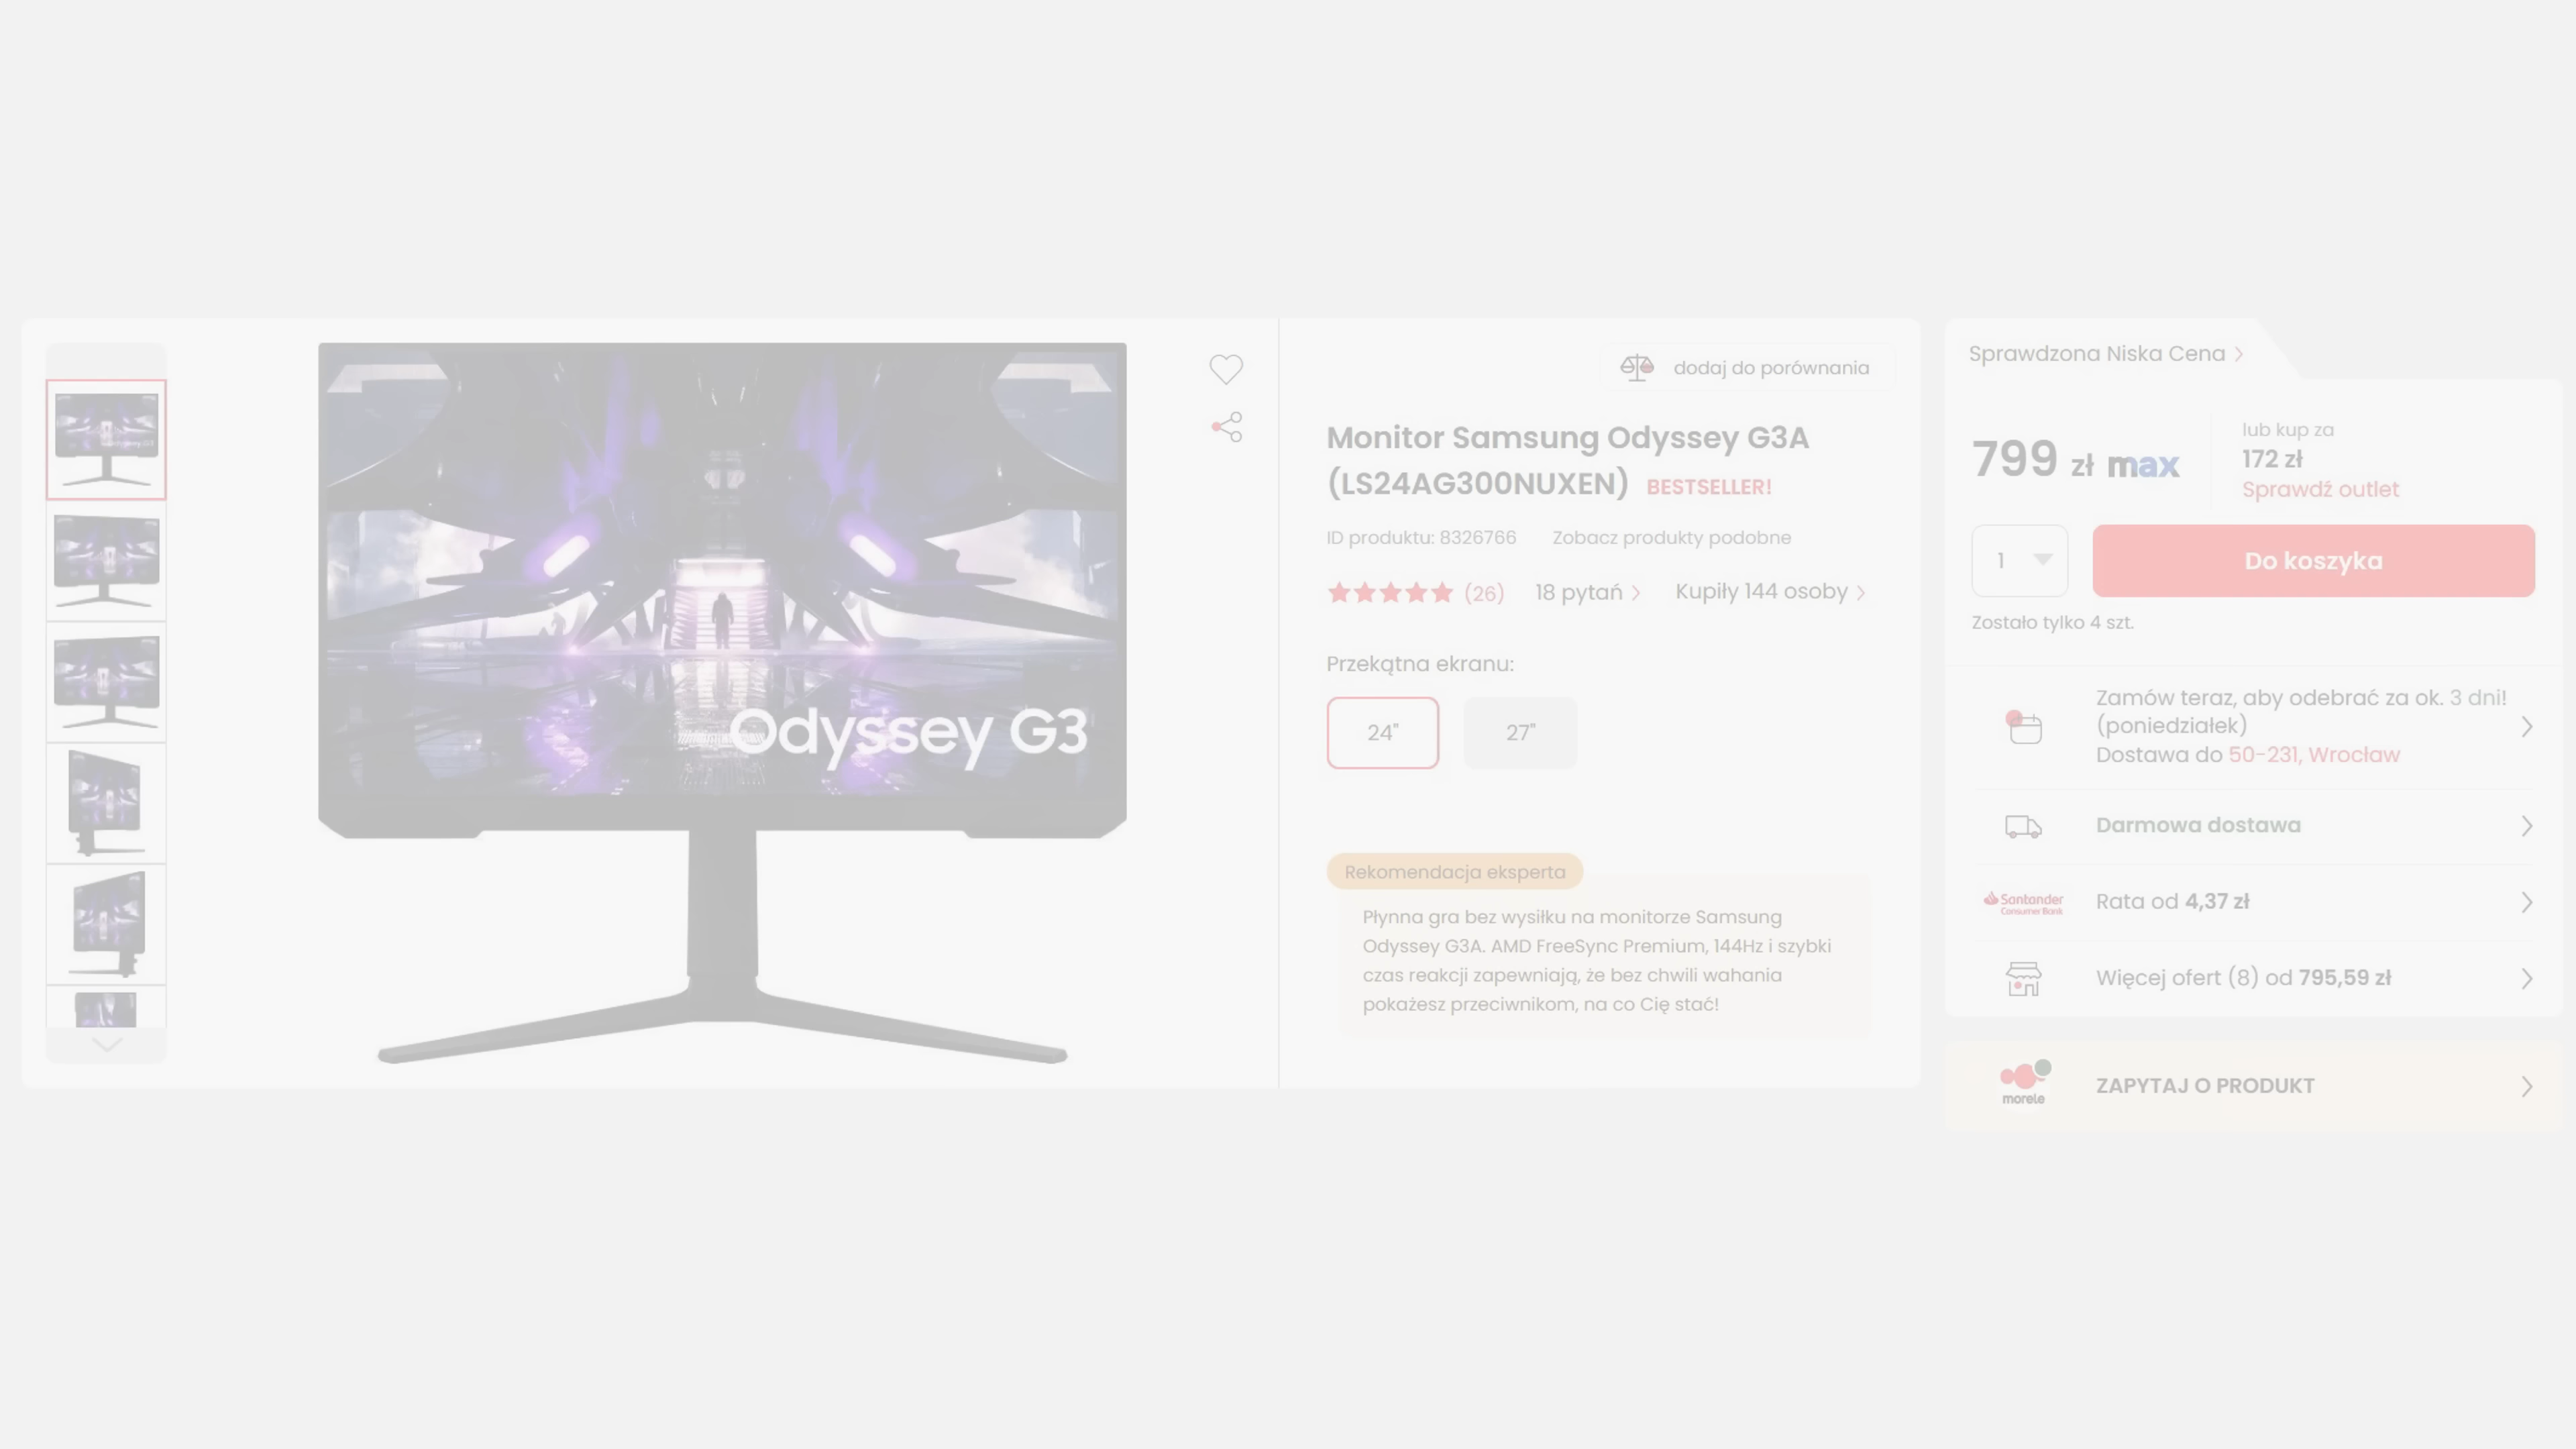 Odyssey G3
dodaj do porównania
Monitor Samsung Odyssey G3A
(LS24AG300NUXEN) BESTSELLER!
ID produktu: 8326766 Zobacz produkty podobne
(26) 18 pytań Kupiły 144 osoby
Przekątna ekranu:
24" 27"
Rekomendacja eksperta
Płynna gra bez wysiłku na monitorze Samsung
Odyssey G3A. AMD FreeSync Premium, 144Hz i szybki
czas reakcji zapewniają, że bez chwili wahania
pokażesz przeciwnikom, na co Cię stać!
Sprawdzona Niska Cena
799 zł max
lub kup za
172 zł
Sprawdź outlet
1
Do koszyka
Zostało tylko 4 szt.
Zamów teraz, aby odebrać za ok. 3 dni!
(poniedziałek)
Dostawa do 50-231, Wrocław
Darmowa dostawa
Santander
Consumer Bank
Rata od 4,37 zł
Więcej ofert (8) od 795,59 zł
morele
ZAPYTAJ O PRODUKT